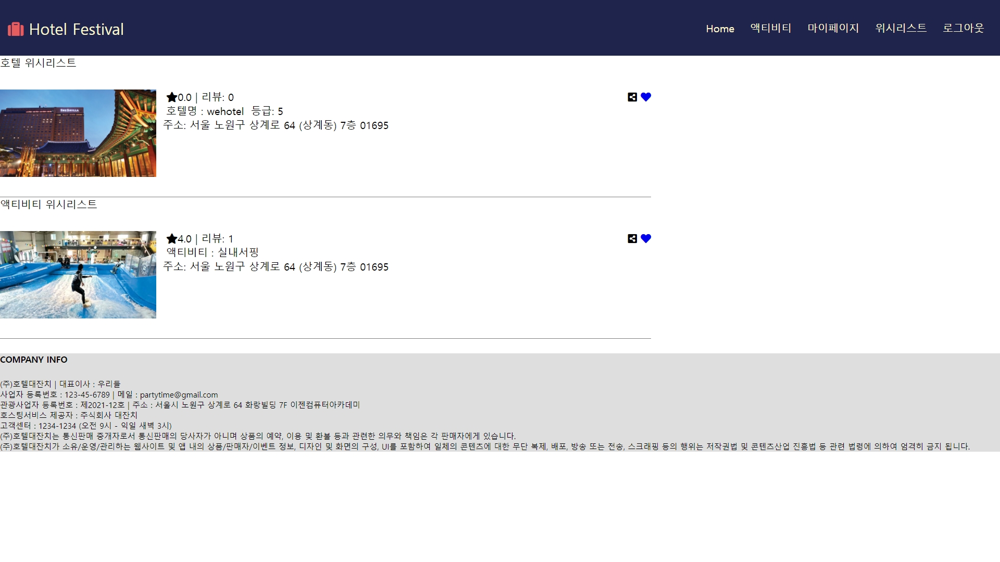 Hotel Festival
Home 액티비티 마이페이지 위시리스트 로그아웃
호텔 위시리스트
THE SHILLA
★0.0 | 리뷰: 0
호텔명 : wehotel 등급: 5
주소: 서울 노원구 상계로 64 (상계동) 7층 01695
액티비티 위시리스트
★4.0 | 리뷰: 1
액티비티 : 실내서핑
주소: 서울 노원구 상계로 64 (상계동) 7층 01695
COMPANY INFO
(주)호텔대잔치 | 대표이사 : 우리들
사업자 등록번호 : 123-45-6789 | 메일 : partytime@gmail.com
관광사업자 등록번호 : 제2021-12호 | 주소 : 서울시 노원구 상계로 64 화랑빌딩 7F 이젠컴퓨터아카데미
호스팅서비스 제공자 : 주식회사 대잔치
고객센터 : 1234-1234 (오전 9시 - 익일 새벽 3시)
(주)호텔대잔치는 통신판매 중개자로서 통신판매의 당사자가 아니며 상품의 예약, 이용 및 환불 등과 관련한 의무와 책임은 각 판매자에게 있습니다.
(주)호텔대잔치가 소유/운영/관리하는 웹사이트 및 앱 내의 상품/판매자/이벤트 정보, 디자인 및 화면의 구성, UI를 포함하여 일체의 콘텐츠에 대한 무단 복제, 배포, 방송 또는 전송, 스크래핑 등의 행위는 저작권법 및 콘텐츠산업 진흥법 등 관련 법령에 의하여 엄격히 금지 됩니다.